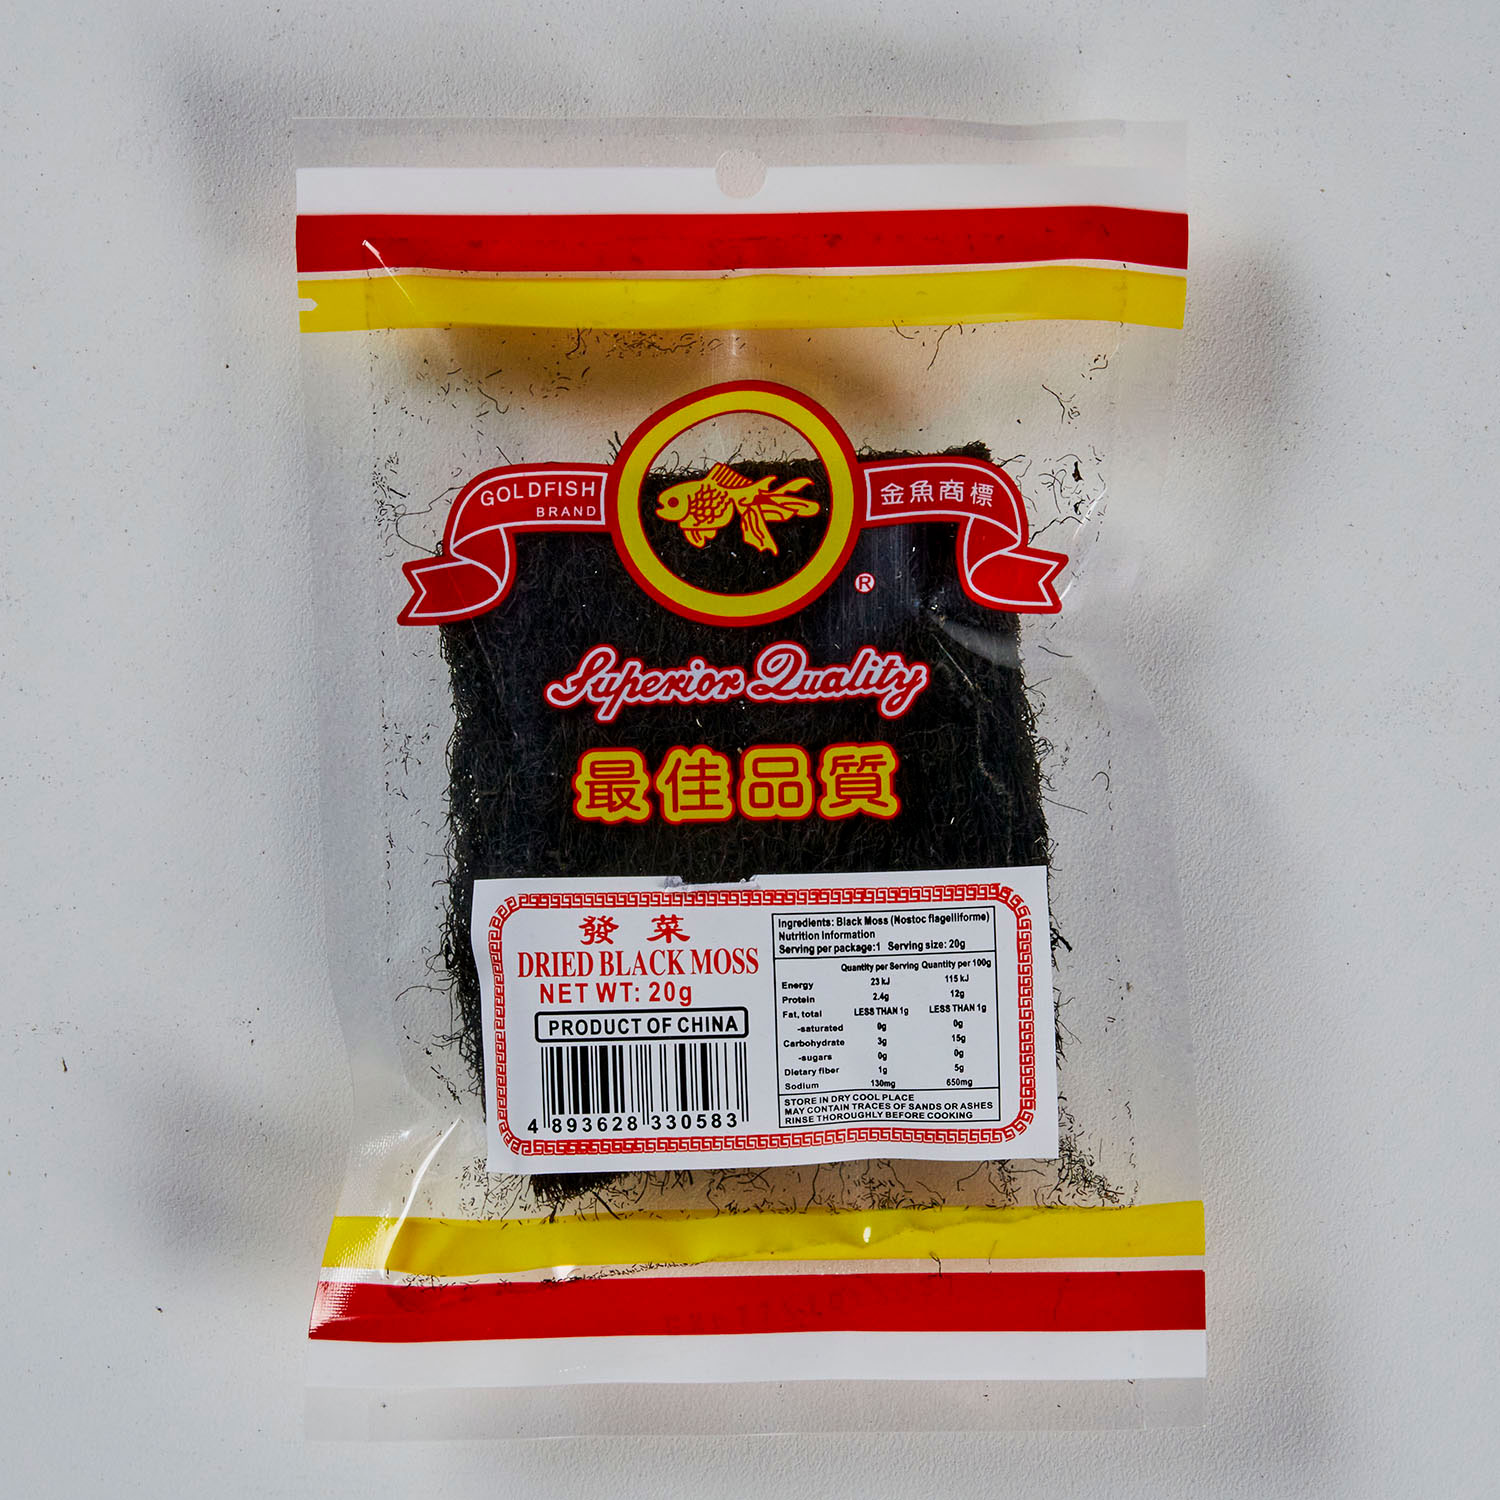 GOLDFISH
BRAND
金魚商標
®
Superior Quality
最佳品質
發菜
DRIED BLACK MOSS
NET WT: 20g
PRODUCT OF CHINA
4 893628 330583
Ingredients: Black Moss (Nostoc flagelliforme)
Nutrition Information
Serving per package:1 Serving size: 20g
Quantity per Serving Quantity per 100g
Energy 23 kJ 115 kJ
Protein 2.4g 12g
Fat, total LESS THAN 1g LESS THAN 1g
-saturated 0g 0g
Carbohydrate 3g 15g
-sugars 0g 0g
Dietary fiber 1g 5g
Sodium 130mg 650mg
STORE IN DRY COOL PLACE
MAY CONTAIN TRACES OF SANDS OR ASHES
RINSE THOROUGHLY BEFORE COOKING